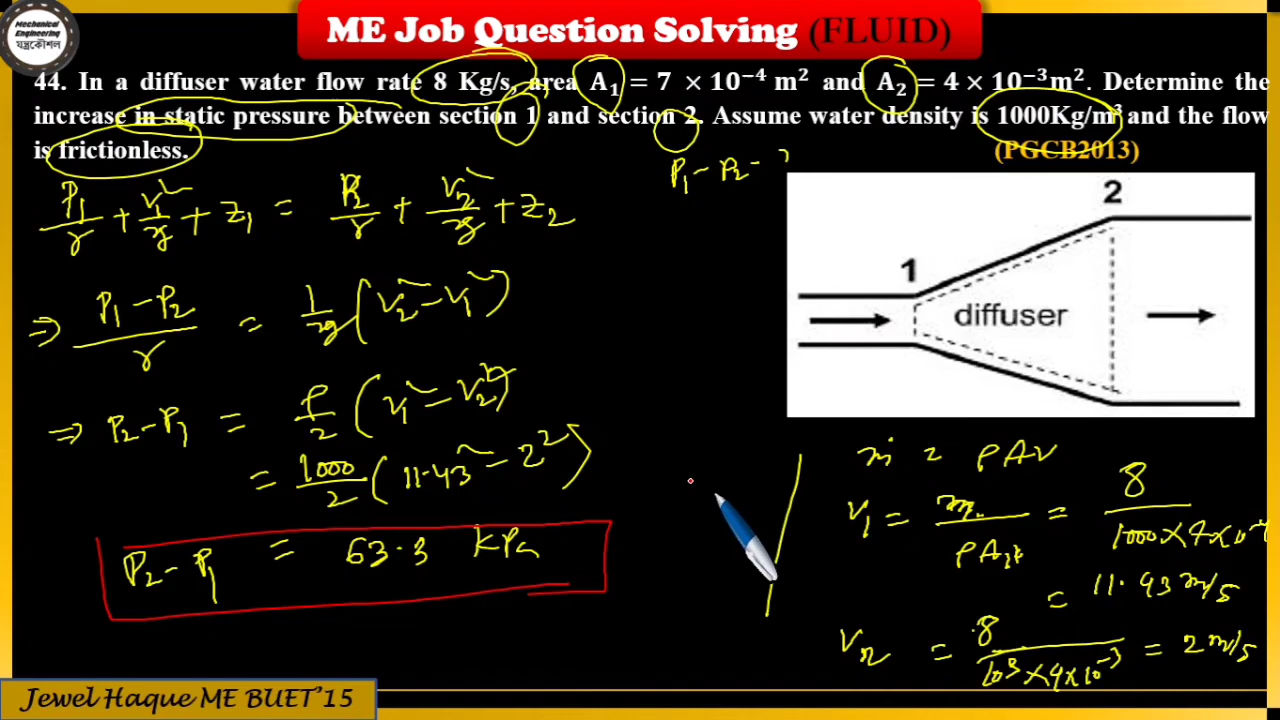 Mechanical
Engineering
যন্ত্রকৌশল
ME Job Question Solving (FLUID)
44. In a diffuser water flow rate 8 Kg/s, area A₁ = 7 × 10⁻⁴ m² and A₂ = 4 × 10⁻³m². Determine the
increase in static pressure between section 1 and section 2. Assume water density is 1000Kg/m³ and the flow
is frictionless.
(PGCB2013)
P₁ - P₂ = ?
P₁/γ + V₁²/2g + Z₁ = P₂/γ + V₂²/2g + Z₂
⇒ (P₁ - P₂)/γ = 1/2g (V₂² - V₁²)
⇒ P₂ - P₁ = ρ/2 (V₁² - V₂²)
= 1000/2 (11.43² - 2²)
P₂ - P₁ = 63.3 kPa
1
2
diffuser
ṁ = ρAV
V₁ = ṁ/ρA₁ = 8/1000×7×10⁻⁴
= 11.43 m/s
V₂ = 8/10³×4×10⁻³ = 2 m/s
Jewel Haque ME BUET'15